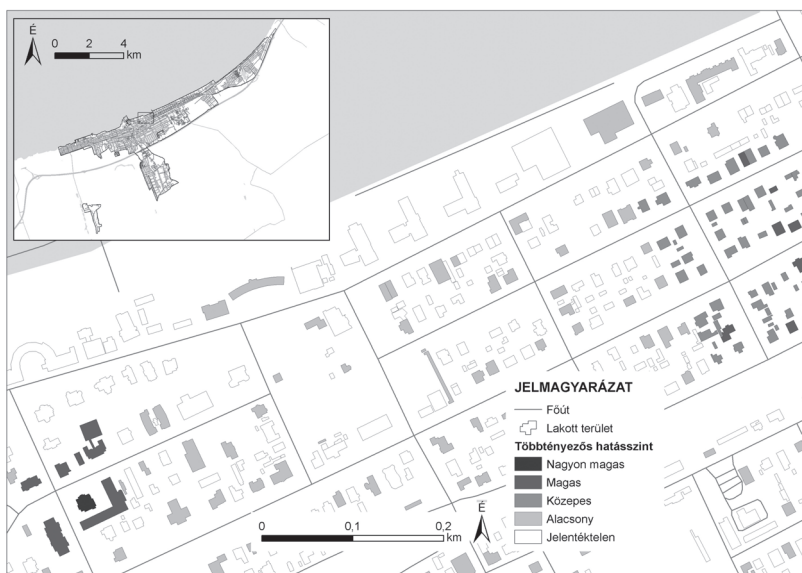 É
0 2 4
km
JELMAGYARÁZAT
Főút
Lakott terület
Többtényezős hatásszint
Nagyon magas
Magas
Közepes
Alacsony
Jelentéktelen
É
0 0,1 0,2
km